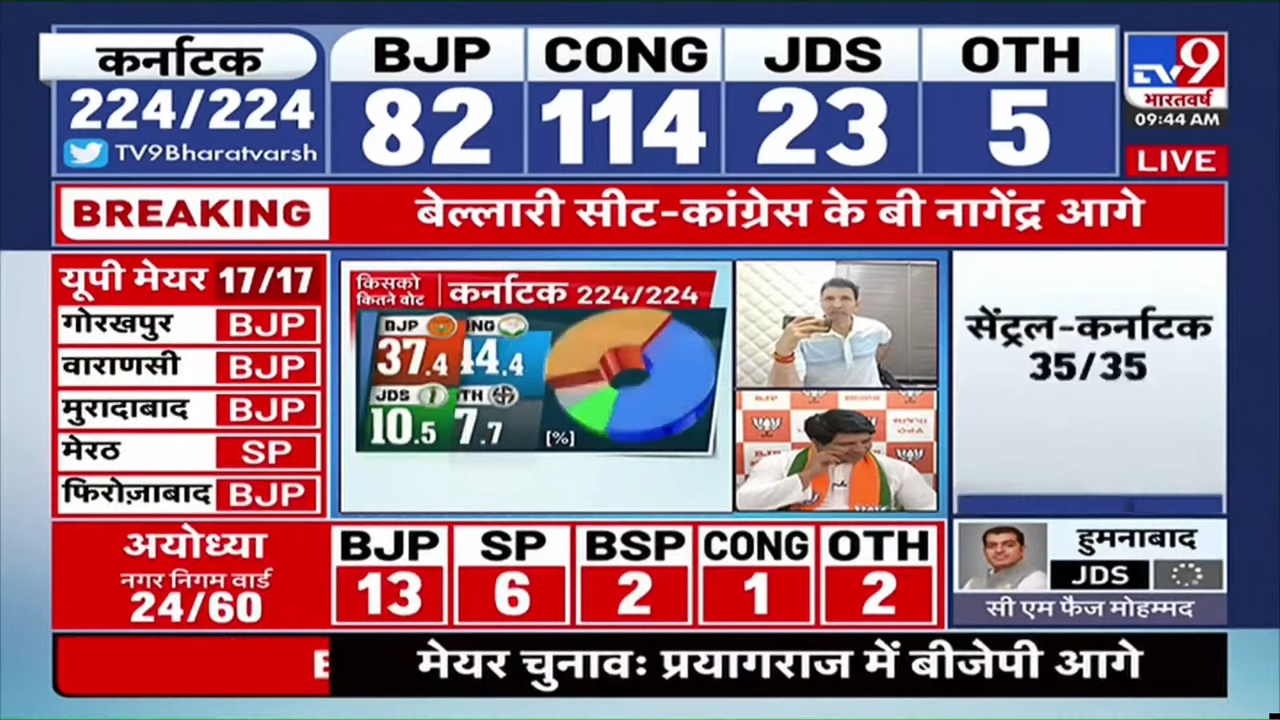 कर्नाटक
224/224
TV9Bharatvarsh
BJP CONG JDS OTH
82 114 23 5
TV9
भारतवर्ष
09:44 AM
LIVE
BREAKING
बेल्लारी सीट-कांग्रेस के बी नागेंद्र आगे
यूपी मेयर 17/17
गोरखपुर BJP
वाराणसी BJP
मुरादाबाद BJP
मेरठ SP
फिरोज़ाबाद BJP
किसको
कितने वोट
कर्नाटक 224/224
BJP
37.4
JDS
10.5
7.7
[%]
BJP
BJP
सेंट्रल-कर्नाटक
35/35
अयोध्या
नगर निगम वार्ड
24/60
BJP SP BSP CONG OTH
13 6 2 1 2
हुमनाबाद
JDS
सी एम फैज मोहम्मद
मेयर चुनावः प्रयागराज में बीजेपी आगे